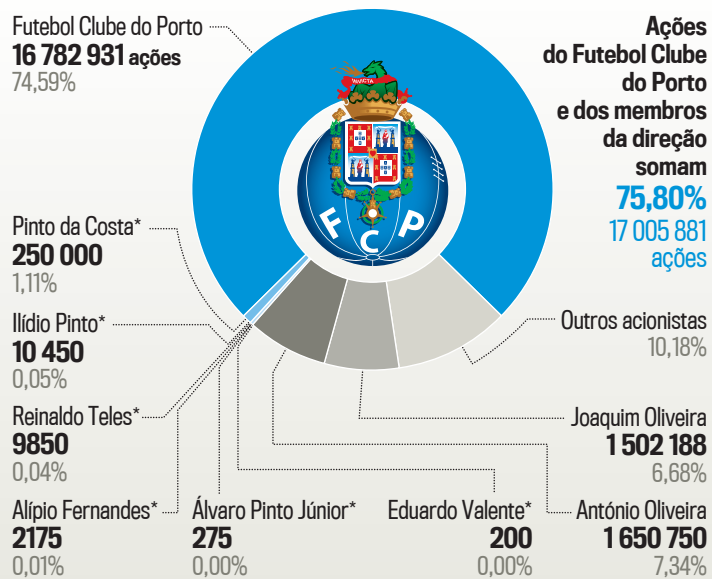 Futebol Clube do Porto
16 782 931 ações
74,59%
Ações
do Futebol Clube
do Porto
e dos membros
da direção
somam
75,80%
17 005 881
ações
INVICTA
F C P
Pinto da Costa*
250 000
1,11%
Ilídio Pinto*
10 450
0,05%
Reinaldo Teles*
9850
0,04%
Alípio Fernandes*
2175
0,01%
Álvaro Pinto Júnior*
275
0,00%
Eduardo Valente*
200
0,00%
Outros acionistas
10,18%
Joaquim Oliveira
1 502 188
6,68%
António Oliveira
1 650 750
7,34%